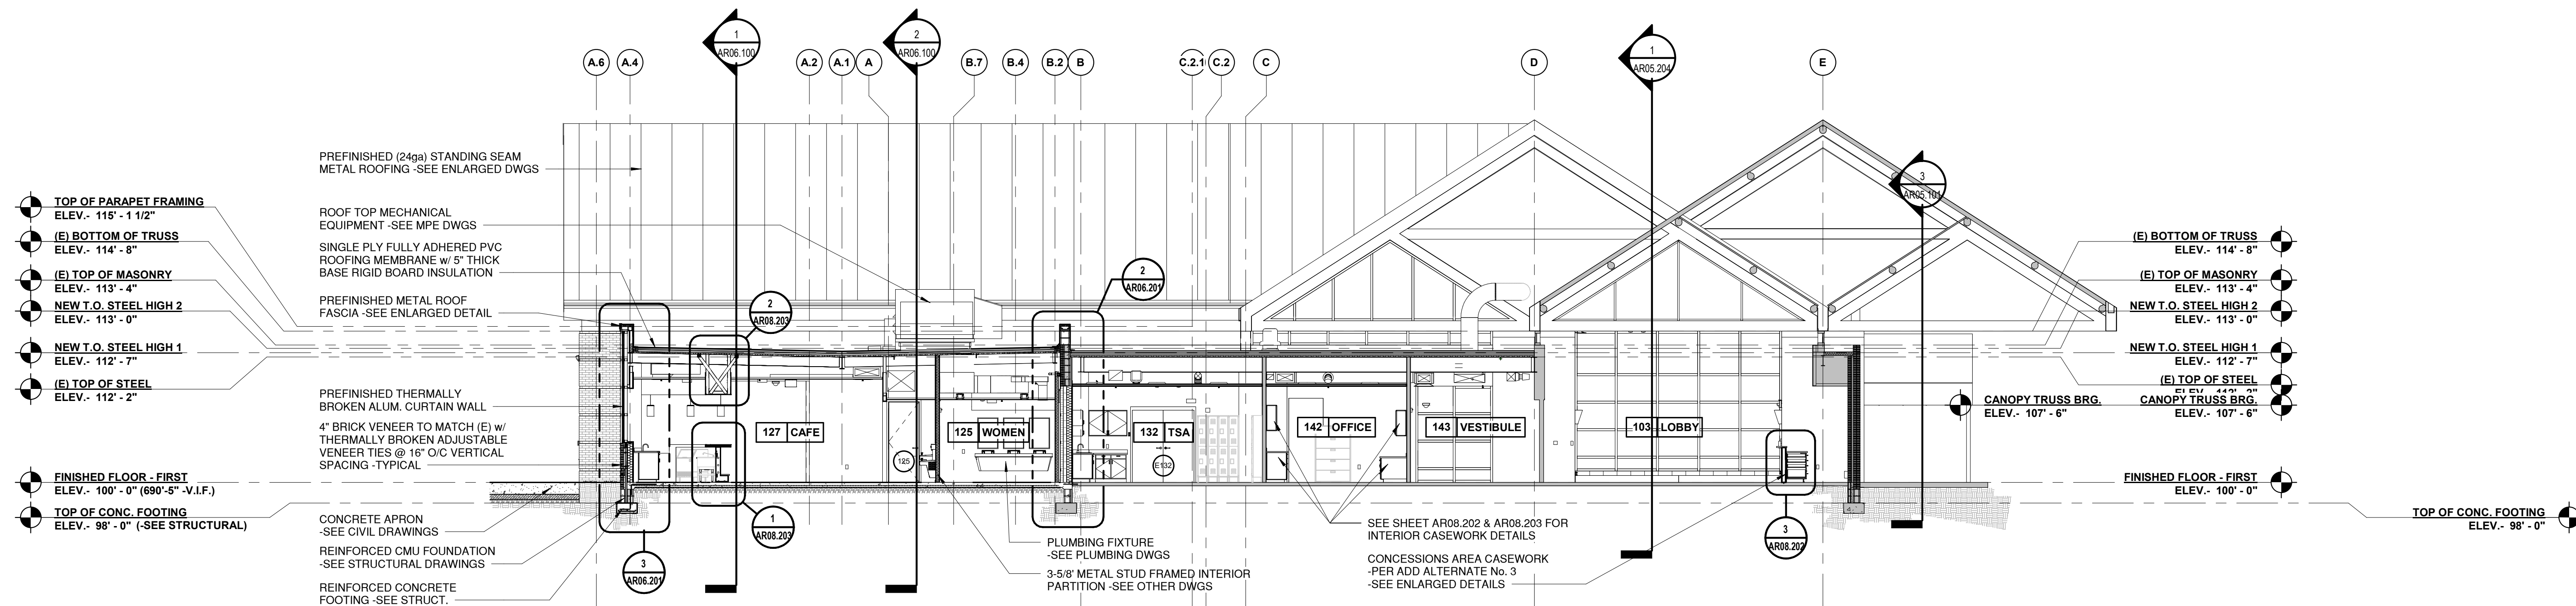 1
AR06.100
2
AR06.100
1
AR05.204
A.6
A.4
A.2
A.1
A
B.7
B.4
B.2
B
C.2.1
C.2
C
D
E
3
AR05.101
PREFINISHED (24ga) STANDING SEAM
METAL ROOFING -SEE ENLARGED DWGS
ROOF TOP MECHANICAL
EQUIPMENT -SEE MPE DWGS
SINGLE PLY FULLY ADHERED PVC
ROOFING MEMBRANE w/ 5" THICK
BASE RIGID BOARD INSULATION
PREFINISHED METAL ROOF
FASCIA -SEE ENLARGED DETAIL
PREFINISHED THERMALLY
BROKEN ALUM. CURTAIN WALL
4" BRICK VENEER TO MATCH (E) w/
THERMALLY BROKEN ADJUSTABLE
VENEER TIES @ 16" O/C VERTICAL
SPACING -TYPICAL
CONCRETE APRON
-SEE CIVIL DRAWINGS
REINFORCED CMU FOUNDATION
-SEE STRUCTURAL DRAWINGS
REINFORCED CONCRETE
FOOTING -SEE STRUCT.
TOP OF PARAPET FRAMING
ELEV.- 115' - 1 1/2"
(E) BOTTOM OF TRUSS
ELEV.- 114' - 8"
(E) TOP OF MASONRY
ELEV.- 113' - 4"
NEW T.O. STEEL HIGH 2
ELEV.- 113' - 0"
NEW T.O. STEEL HIGH 1
ELEV.- 112' - 7"
(E) TOP OF STEEL
ELEV.- 112' - 2"
FINISHED FLOOR - FIRST
ELEV.- 100' - 0" (690'-5" -V.I.F.)
TOP OF CONC. FOOTING
ELEV.- 98' - 0" (-SEE STRUCTURAL)
2
AR08.203
2
AR06.201
127 CAFE
125
125 WOMEN
132 TSA
E132
142 OFFICE
143 VESTIBULE
103 LOBBY
3
AR06.201
1
AR08.203
3
AR08.202
PLUMBING FIXTURE
-SEE PLUMBING DWGS
3-5/8' METAL STUD FRAMED INTERIOR
PARTITION -SEE OTHER DWGS
SEE SHEET AR08.202 & AR08.203 FOR
INTERIOR CASEWORK DETAILS
CONCESSIONS AREA CASEWORK
-PER ADD ALTERNATE No. 3
-SEE ENLARGED DETAILS
(E) BOTTOM OF TRUSS
ELEV.- 114' - 8"
(E) TOP OF MASONRY
ELEV.- 113' - 4"
NEW T.O. STEEL HIGH 2
ELEV.- 113' - 0"
NEW T.O. STEEL HIGH 1
ELEV.- 112' - 7"
(E) TOP OF STEEL
ELEV.- 112' - 2"
CANOPY TRUSS BRG.
ELEV.- 107' - 6"
CANOPY TRUSS BRG.
ELEV.- 107' - 6"
FINISHED FLOOR - FIRST
ELEV.- 100' - 0"
TOP OF CONC. FOOTING
ELEV.- 98' - 0"